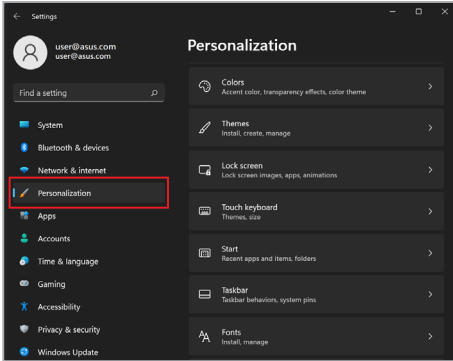 Settings
user@asus.com
user@asus.com
Find a setting
System
Bluetooth & devices
Network & internet
Personalization
Apps
Accounts
Time & language
Gaming
Accessibility
Privacy & security
Windows Update
Personalization
Colors
Accent color, transparency effects, color theme
Themes
Install, create, manage
Lock screen
Lock screen images, apps, animations
Touch keyboard
Themes, size
Start
Recent apps and items, folders
Taskbar
Taskbar behaviors, system pins
Fonts
Install, manage